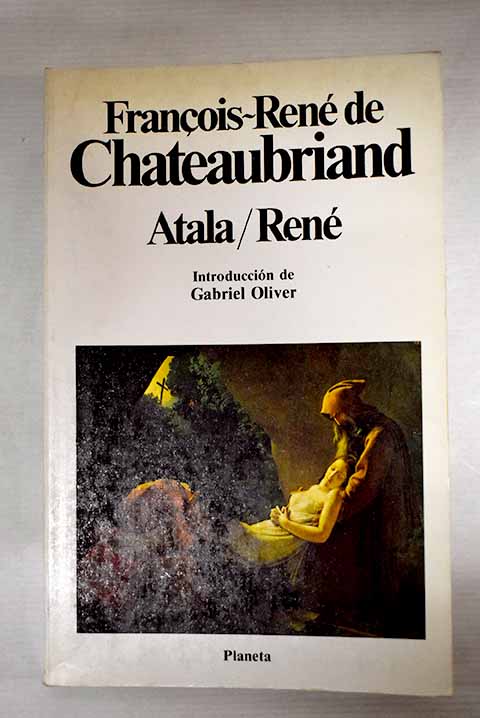 François~René de
Chateaubriand
Atala/René
Introducción de
Gabriel Oliver
Planeta